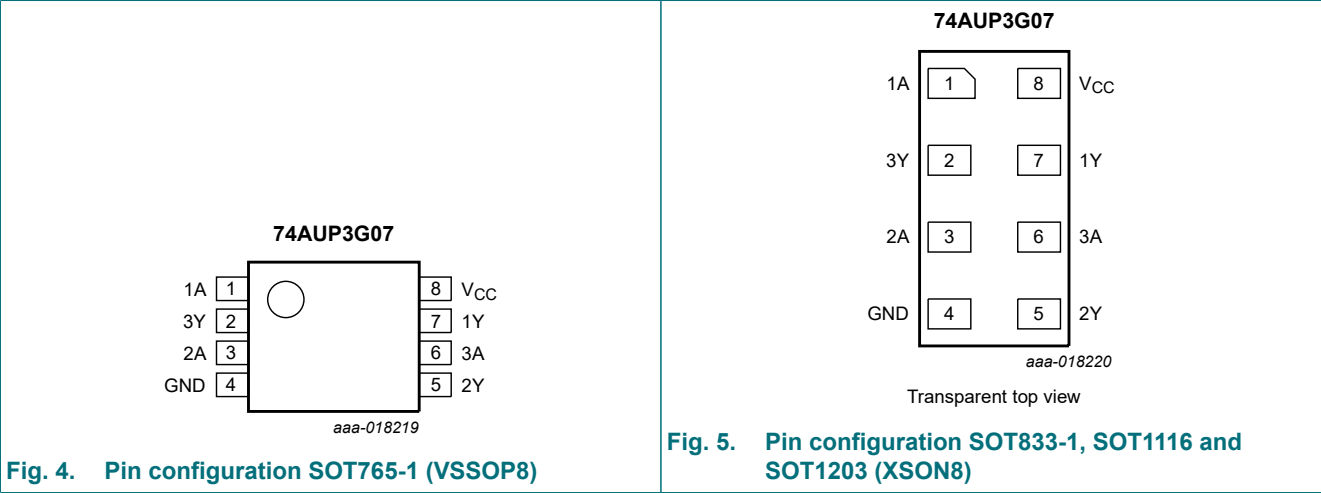 74AUP3G07
1A 1 8 VCC
3Y 2 7 1Y
2A 3 6 3A
GND 4 5 2Y
aaa-018219
Fig. 4. Pin configuration SOT765-1 (VSSOP8)
74AUP3G07
1A 1 8 VCC
3Y 2 7 1Y
2A 3 6 3A
GND 4 5 2Y
aaa-018220
Transparent top view
Fig. 5. Pin configuration SOT833-1, SOT1116 and
SOT1203 (XSON8)